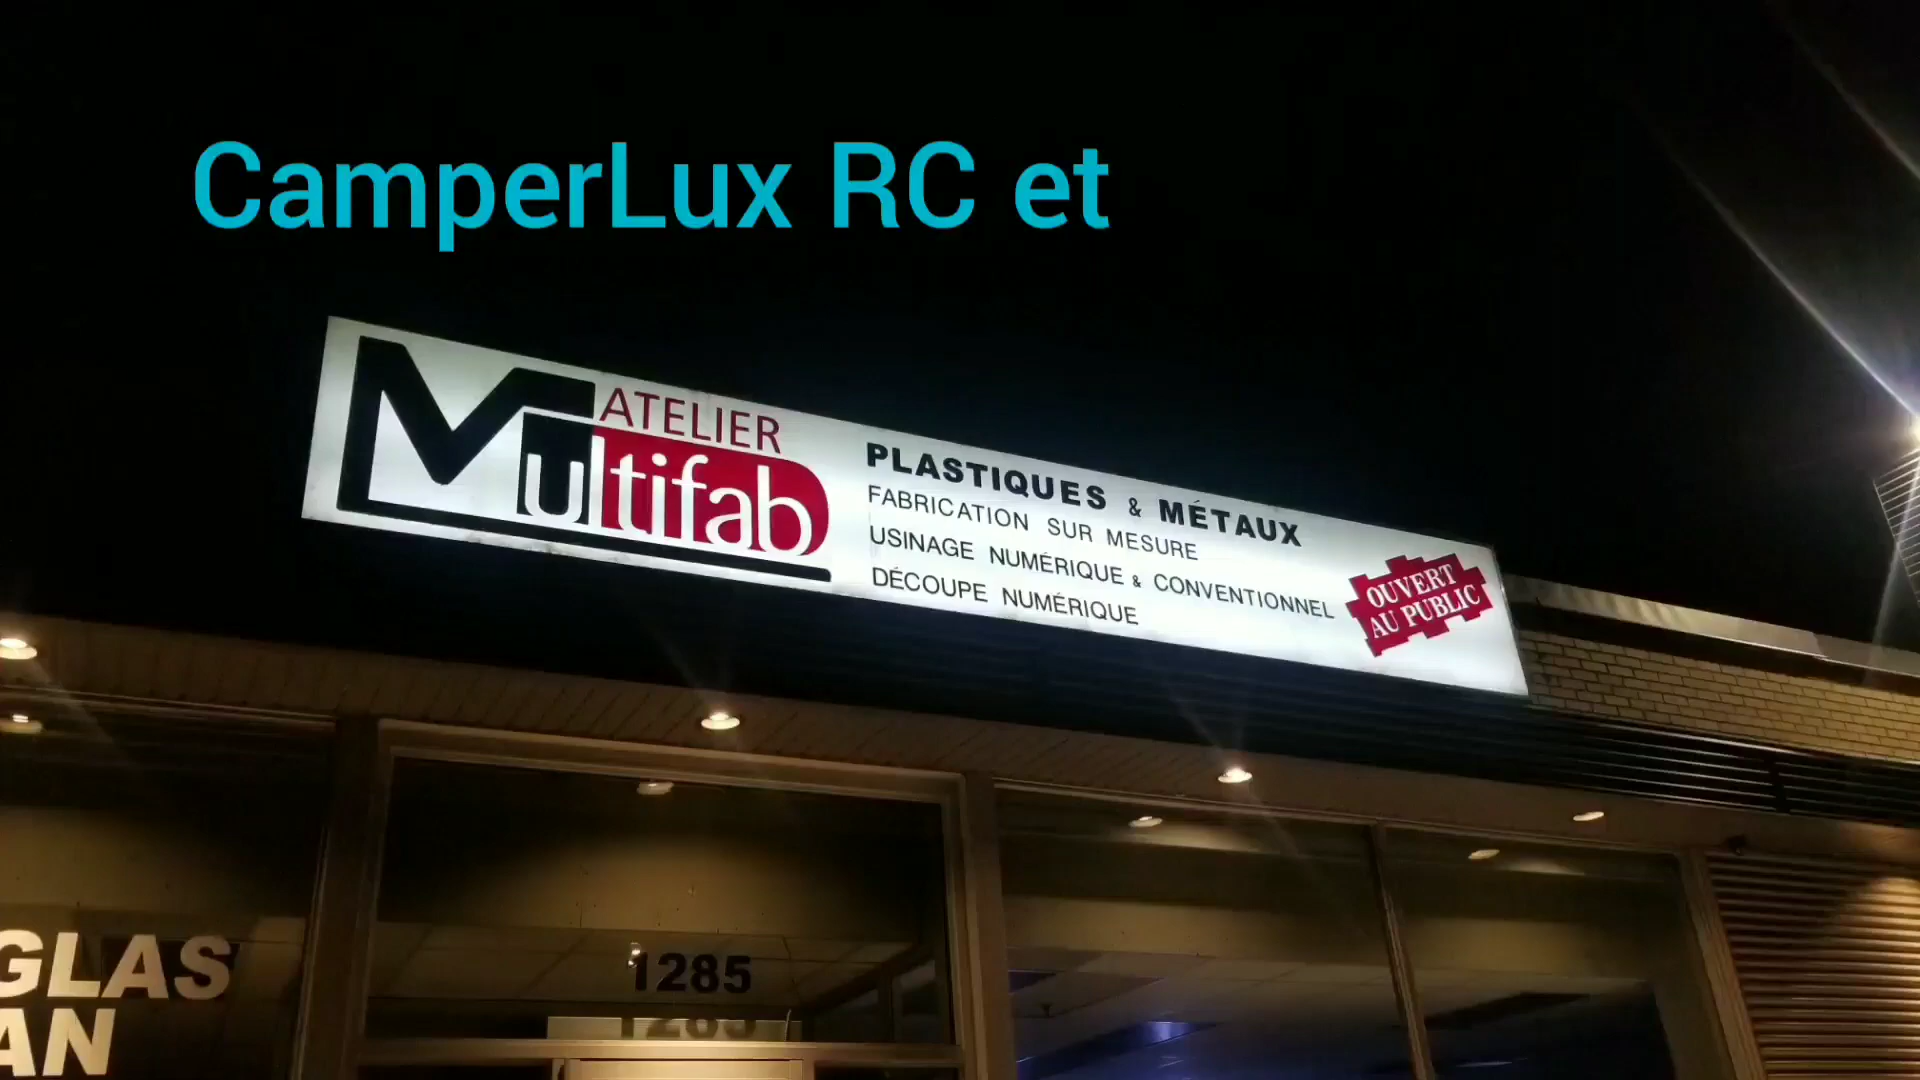 CamperLux RC et
ATELIER
Multifab
PLASTIQUES & MÉTAUX
FABRICATION SUR MESURE
USINAGE NUMÉRIQUE & CONVENTIONNEL
DÉCOUPE NUMÉRIQUE
OUVERT
AU PUBLIC
1285
GLAS
AN